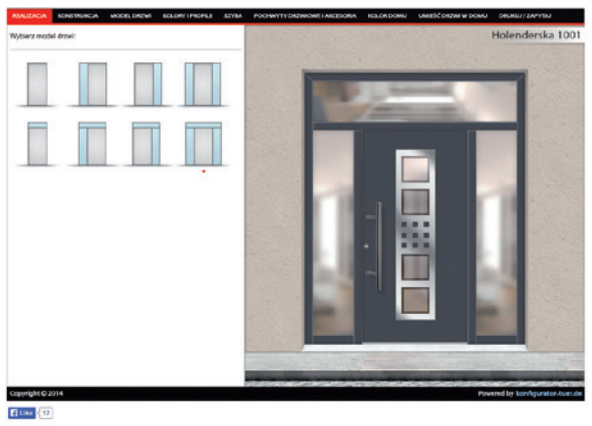 REALIZACJA KONSTRUKCJA MODEL DRZWI KOLORY I PROFILE SZYBA POCHWYTY DRZWIOWE I AKCESORIA KOLOR DOMU UMIEŚĆ DRZWI W DOMU DRUKUJ / ZAPYTAJ
Wybierz model drzwi:
Holenderska 1001
Copyright © 2014 Powered by konfigurator-tuer.de
Like 12